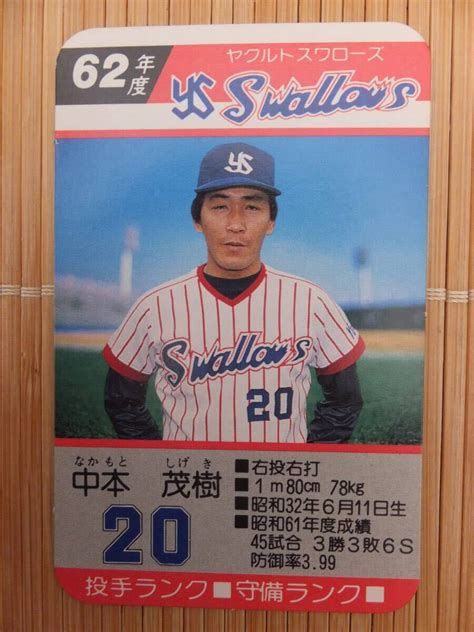 62年度
ヤクルトスワローズ
YS Swallows
YS
Swallows
20
なかもと しげき
中本 茂樹
20
■右投右打
■1m80cm 78kg
■昭和32年6月11日生
■昭和61年度成績
45試合 3勝3敗6S
防御率3.99
投手ランク■守備ランク■